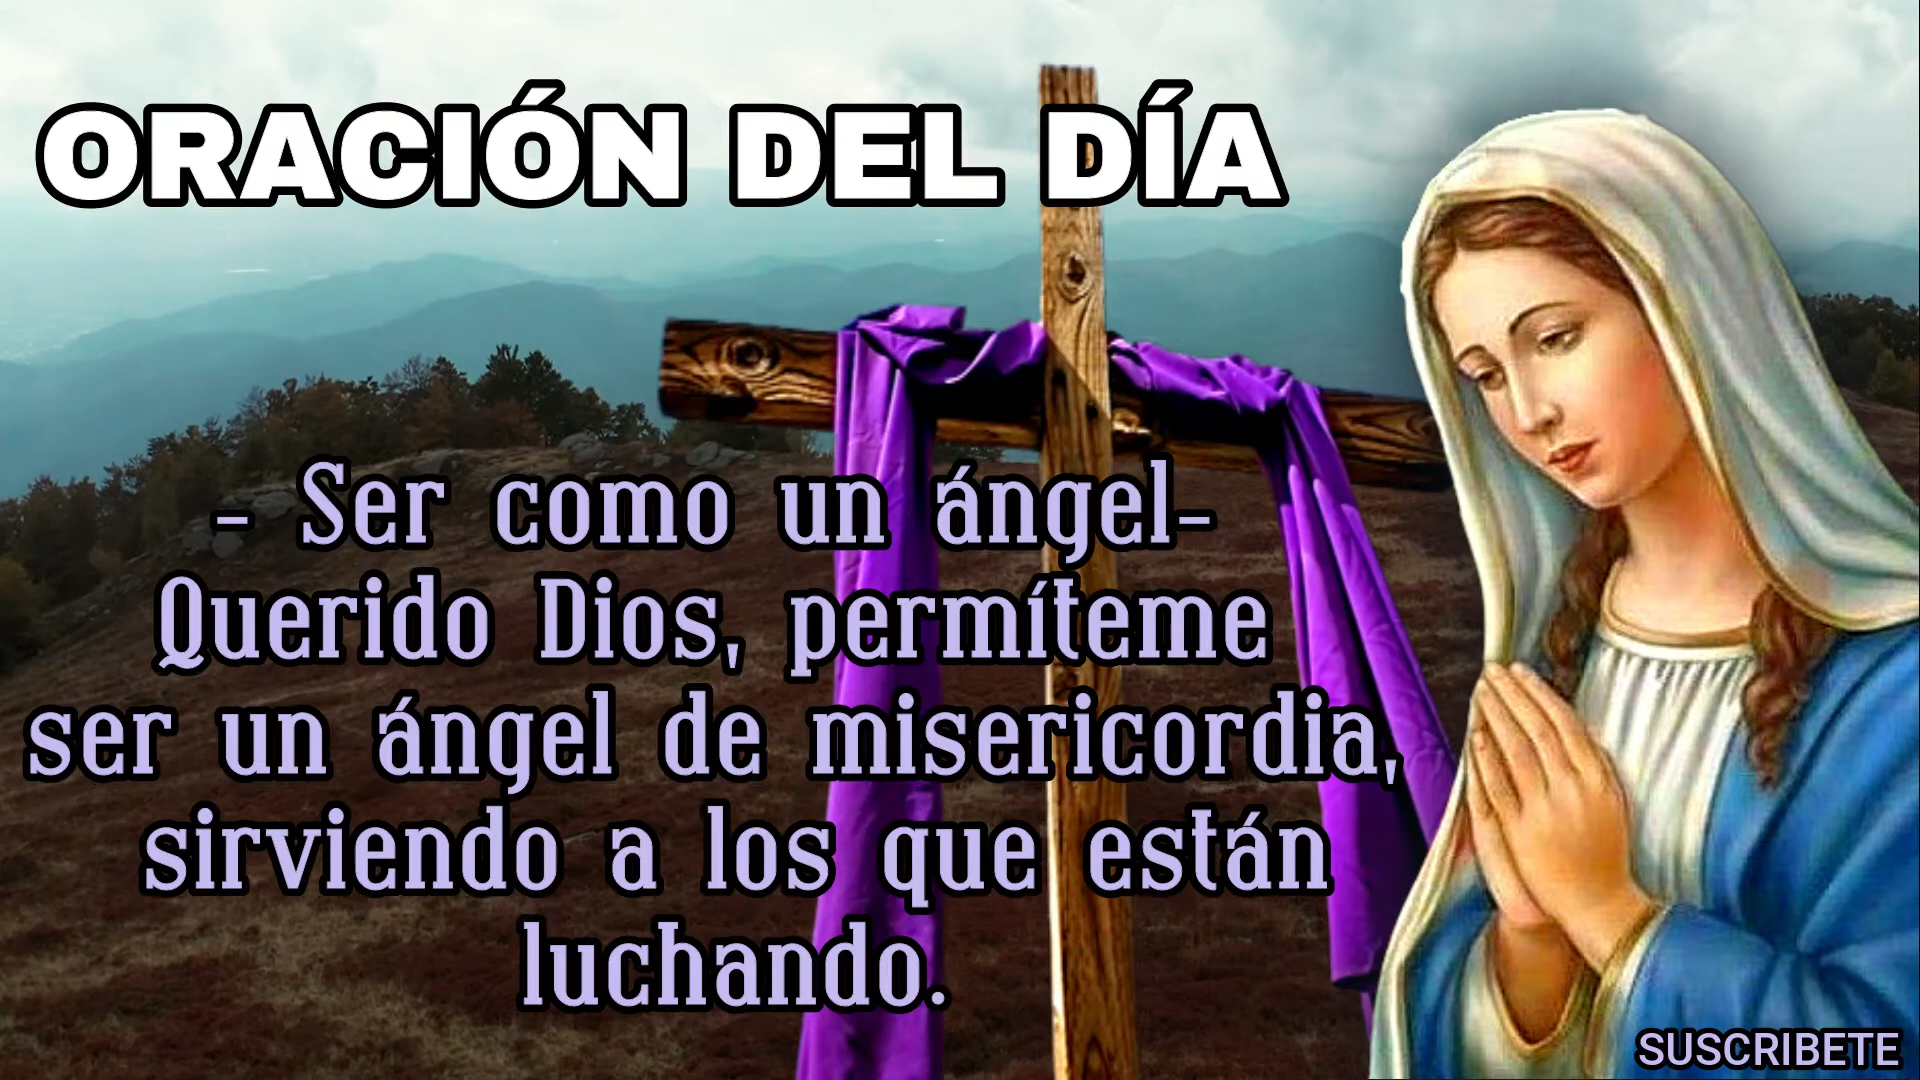 ORACIÓN DEL DÍA
- Ser como un ángel-
Querido Dios, permíteme
ser un ángel de misericordia,
sirviendo a los que están
luchando.
SUSCRIBETE